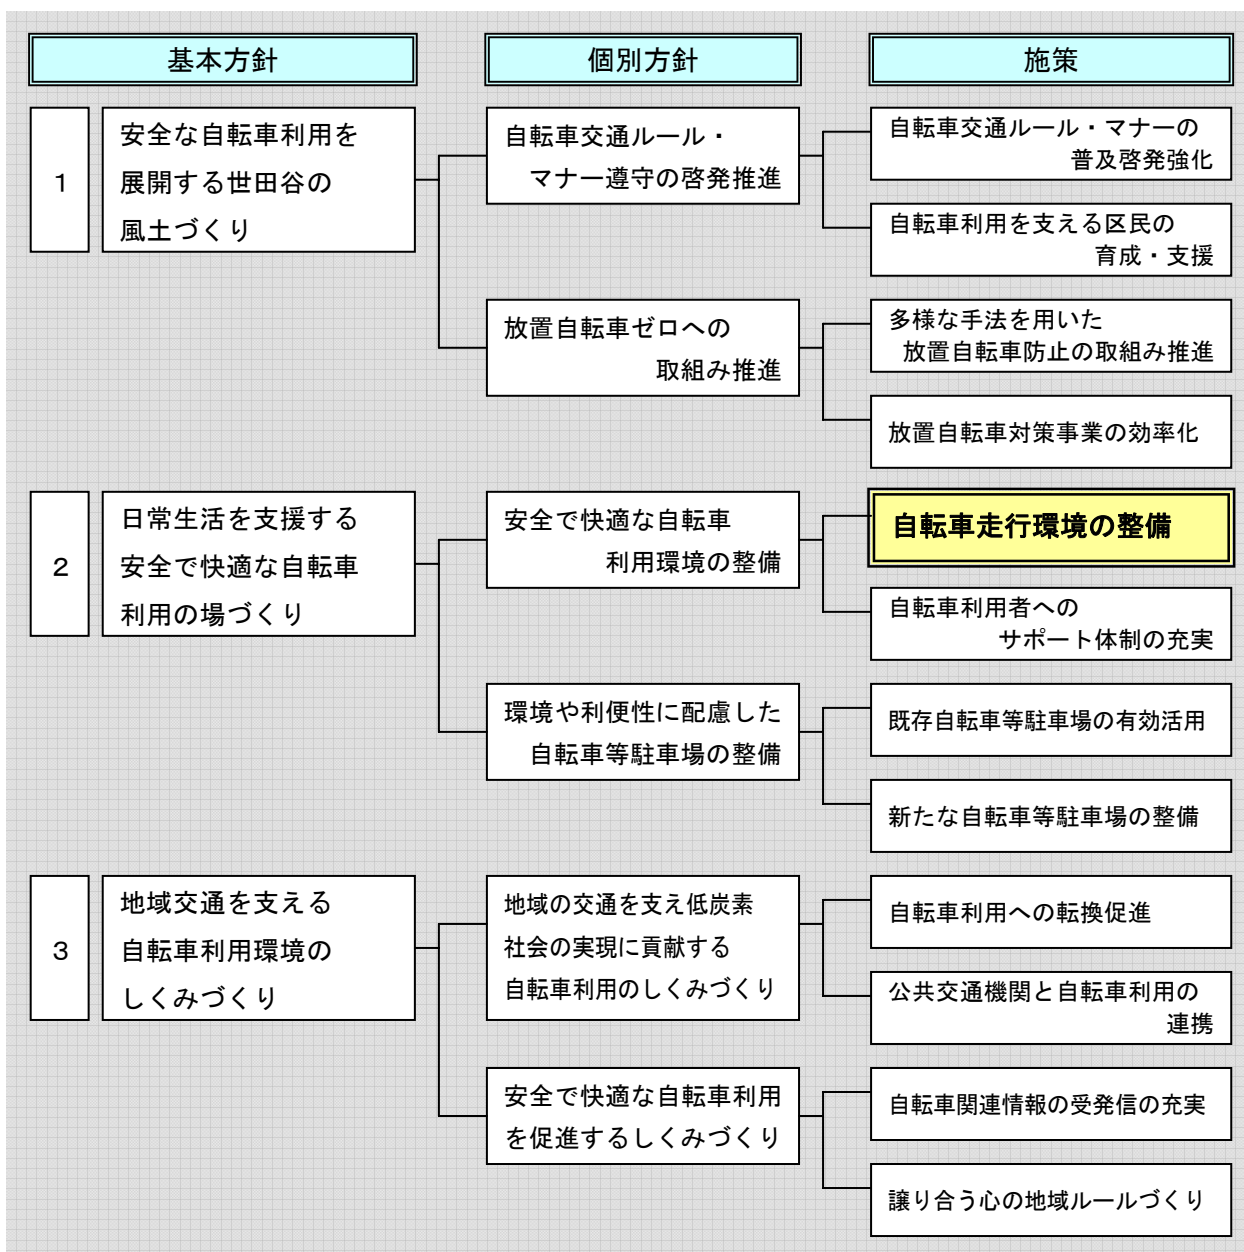 基本方針
個別方針
施策
1
安全な自転車利用を
展開する世田谷の
風土づくり
自転車交通ルール・
マナー遵守の啓発推進
自転車交通ルール・マナーの
普及啓発強化
自転車利用を支える区民の
育成・支援
放置自転車ゼロへの
取組み推進
多様な手法を用いた
放置自転車防止の取組み推進
放置自転車対策事業の効率化
2
日常生活を支援する
安全で快適な自転車
利用の場づくり
安全で快適な自転車
利用環境の整備
自転車走行環境の整備
自転車利用者への
サポート体制の充実
環境や利便性に配慮した
自転車等駐車場の整備
既存自転車等駐車場の有効活用
新たな自転車等駐車場の整備
3
地域交通を支える
自転車利用環境の
しくみづくり
地域の交通を支え低炭素
社会の実現に貢献する
自転車利用のしくみづくり
自転車利用への転換促進
公共交通機関と自転車利用の
連携
安全で快適な自転車利用
を促進するしくみづくり
自転車関連情報の受発信の充実
譲り合う心の地域ルールづくり